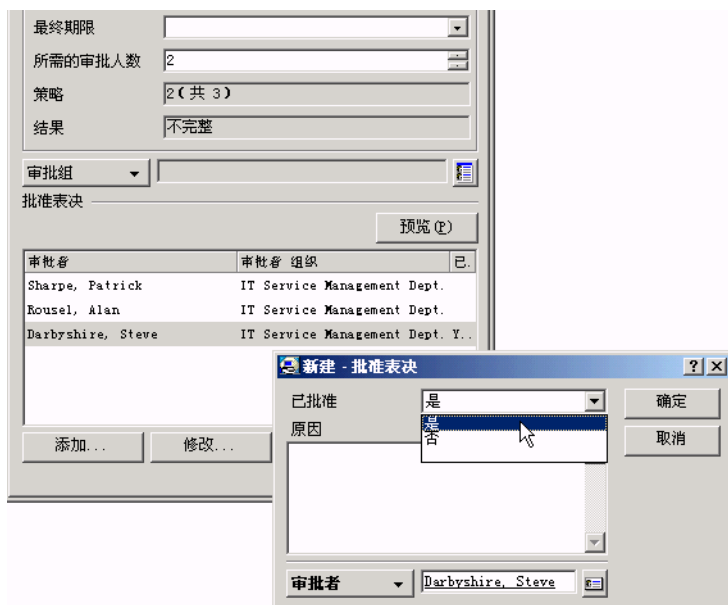 最终期限
所需的审批人数 2
策略 2(共 3)
结果 不完整
审批组
批准表决
预览(P)
审批者 审批者 组织 已.
Sharpe, Patrick IT Service Management Dept.
Rousel, Alan IT Service Management Dept.
Darbyshire, Steve IT Service Management Dept. Y..
添加... 修改...
新建 - 批准表决
已批准 是 确定
是
否
原因 取消
审批者 Darbyshire, Steve